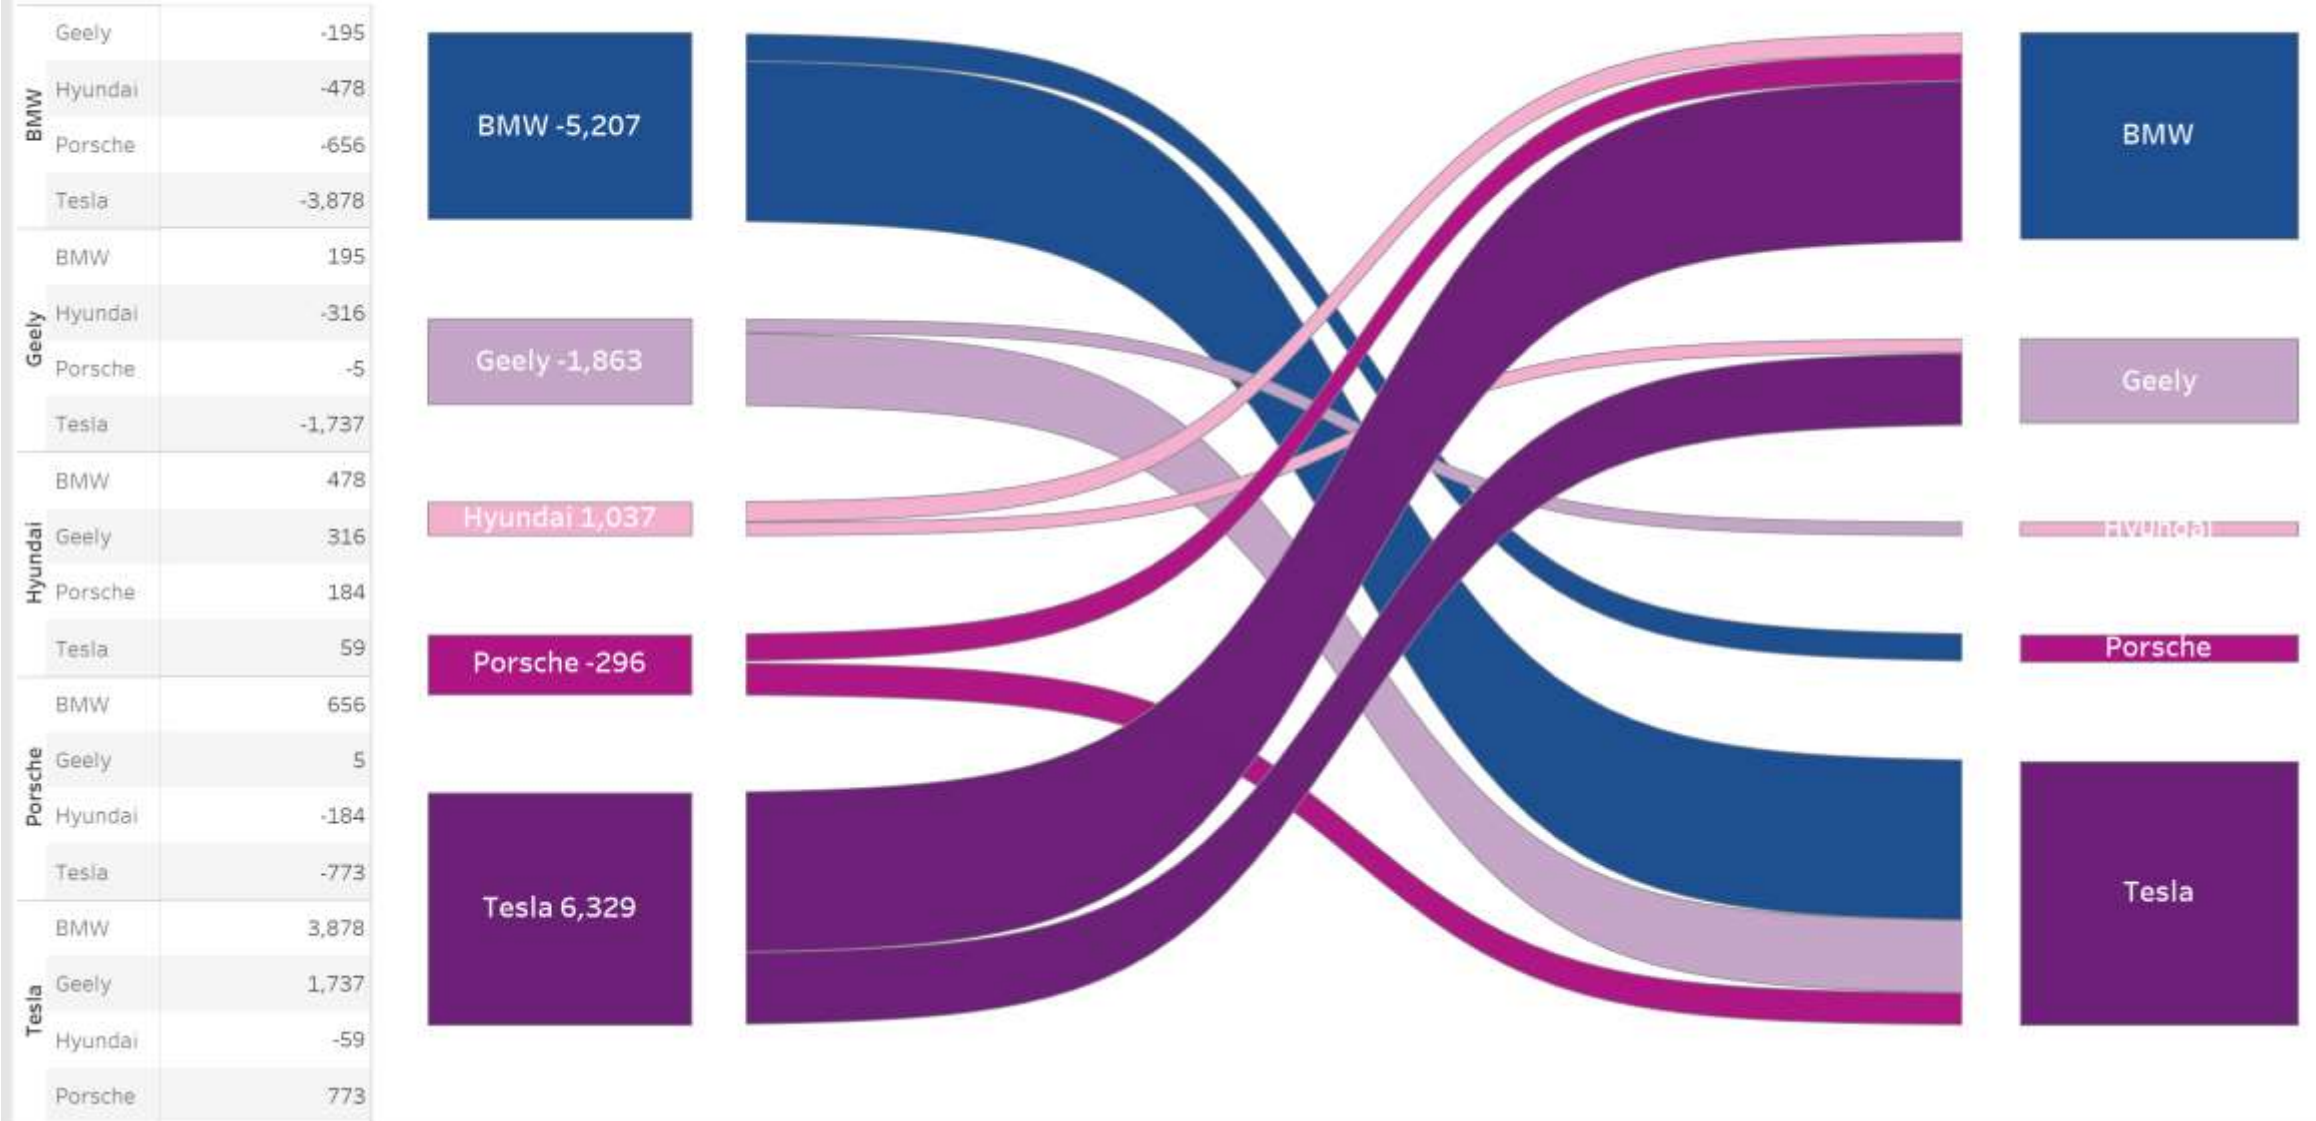 BMW
Geely -195
Hyundai -478
Porsche -656
Tesla -3,878
Geely
BMW 195
Hyundai -316
Porsche -5
Tesla -1,737
Hyundai
BMW 478
Geely 316
Porsche 184
Tesla 59
Porsche
BMW 656
Geely 5
Hyundai -184
Tesla -773
Tesla
BMW 3,878
Geely 1,737
Hyundai -59
Porsche 773
BMW -5,207
Geely -1,863
Hyundai 1,037
Porsche -296
Tesla 6,329
BMW
Geely
Hyundai
Porsche
Tesla